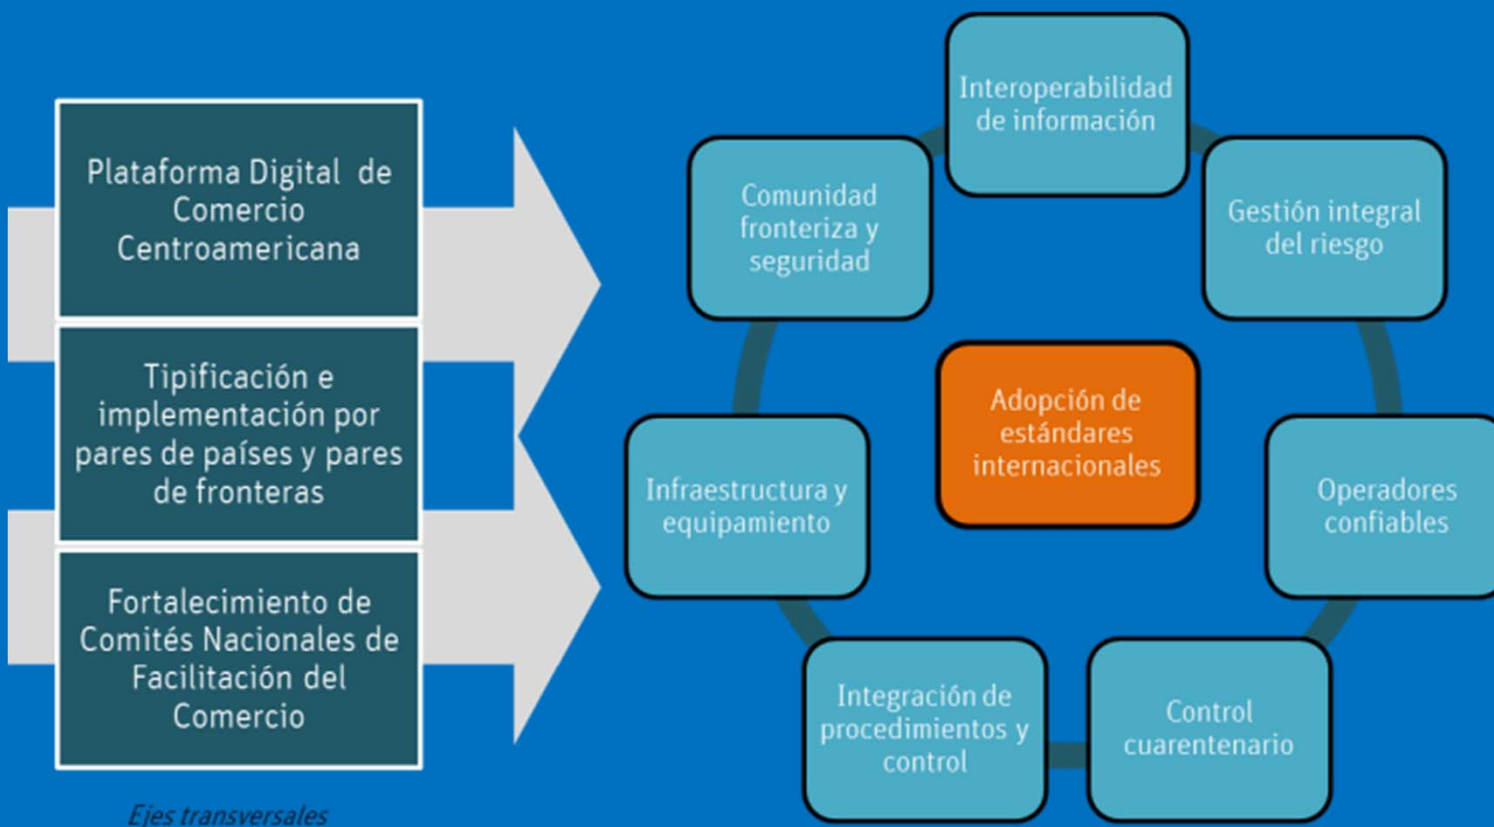 Plataforma Digital de
Comercio
Centroamericana
Tipificación e
implementación por
pares de países y pares
de fronteras
Fortalecimiento de
Comités Nacionales de
Facilitación del
Comercio
Ejes transversales
Interoperabilidad
de información
Gestión integral
del riesgo
Operadores
confiables
Control
cuarentenario
Integración de
procedimientos y
control
Infraestructura y
equipamiento
Comunidad
fronteriza y
seguridad
Adopción de
estándares
internacionales